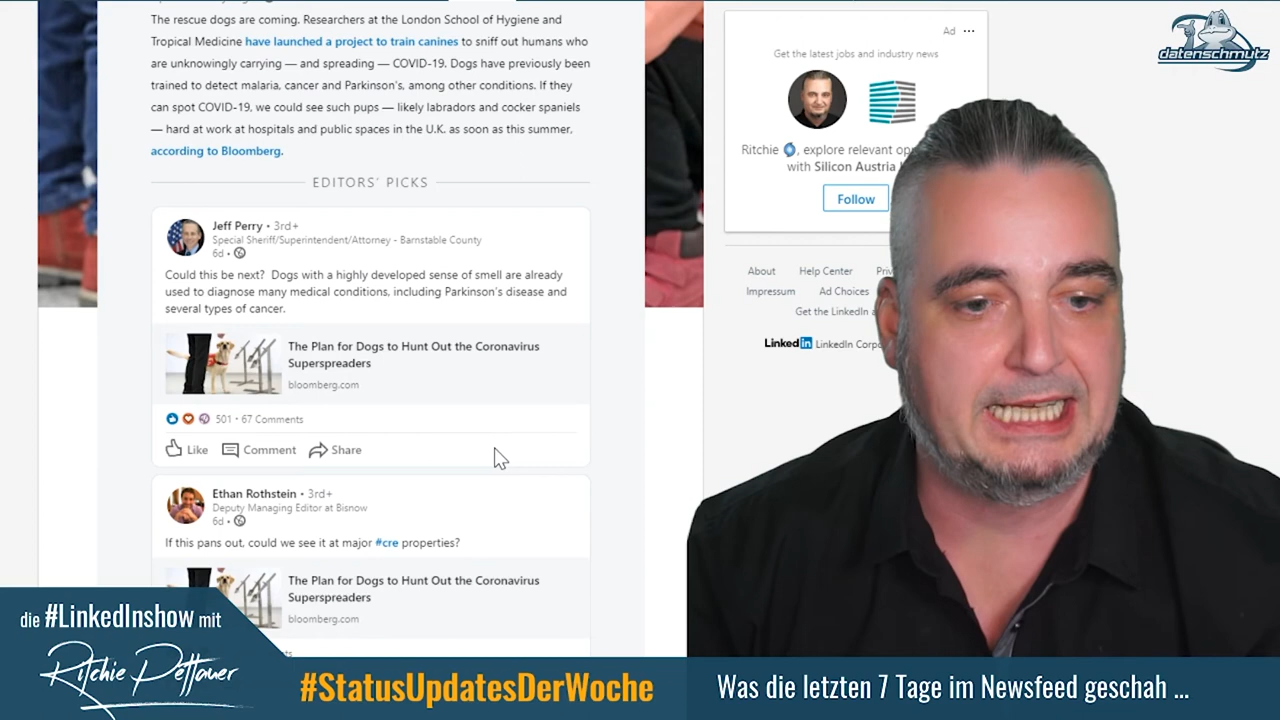 The rescue dogs are coming. Researchers at the London School of Hygiene and
Tropical Medicine have launched a project to train canines to sniff out humans who
are unknowingly carrying — and spreading — COVID-19. Dogs have previously been
trained to detect malaria, cancer and Parkinson's, among other conditions. If they
can spot COVID-19, we could see such pups — likely labradors and cocker spaniels
— hard at work at hospitals and public spaces in the U.K. as soon as this summer,
according to Bloomberg.
EDITORS' PICKS
Jeff Perry • 3rd+
Special Sheriff/Superintendent/Attorney - Barnstable County
6d •
Could this be next? Dogs with a highly developed sense of smell are already
used to diagnose many medical conditions, including Parkinson's disease and
several types of cancer.
The Plan for Dogs to Hunt Out the Coronavirus
Superspreaders
bloomberg.com
501 • 67 Comments
Like Comment Share
Ethan Rothstein • 3rd+
Deputy Managing Editor at Bisnow
6d •
If this pans out, could we see it at major #cre properties?
The Plan for Dogs to Hunt Out the Coronavirus
Superspreaders
bloomberg.com
Ad ...
Get the latest jobs and industry news
Ritchie, explore relevant
with Silicon Austria
Follow
About Help Center
Impressum Ad Choices
Get the LinkedIn
LinkedIn LinkedIn
datenschmutz
die #LinkedInshow mit
Ritchie Pettauer
#StatusUpdatesDerWoche
Was die letzten 7 Tage im Newsfeed geschah ...